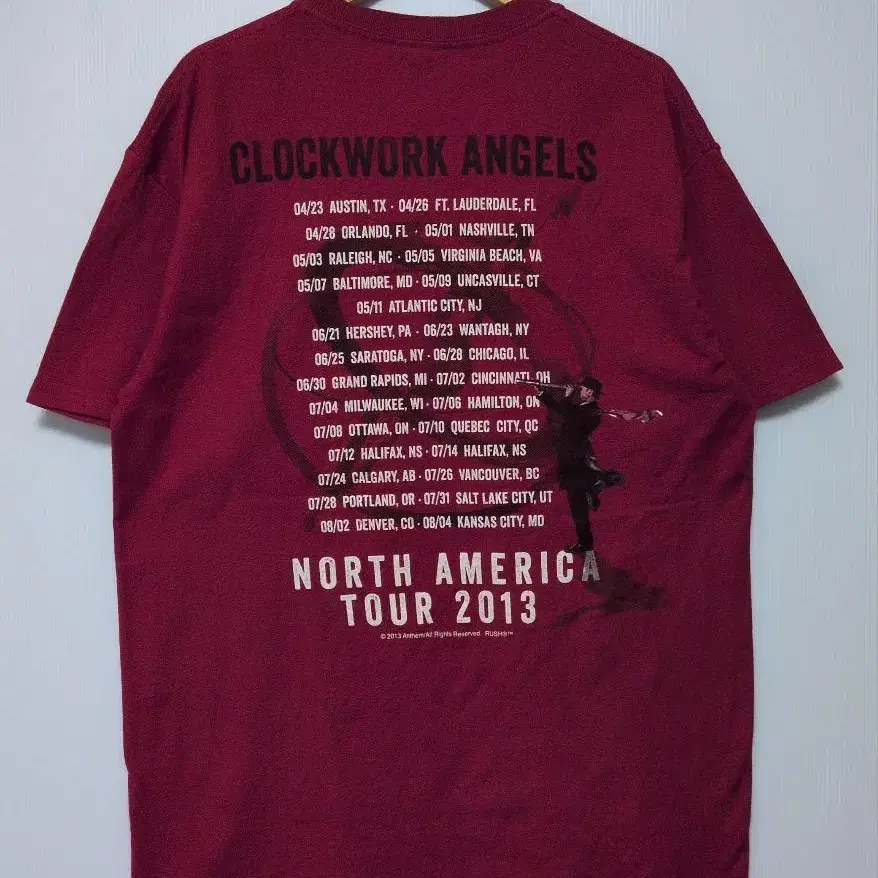 CLOCKWORK ANGELS
04/23 AUSTIN, TX · 04/26 FT. LAUDERDALE, FL
04/28 ORLANDO, FL · 05/01 NASHVILLE, TN
05/03 RALEIGH, NC · 05/05 VIRGINIA BEACH, VA
05/07 BALTIMORE, MD · 05/09 UNCASVILLE, CT
05/11 ATLANTIC CITY, NJ
06/21 HERSHEY, PA · 06/23 WANTAGH, NY
06/25 SARATOGA, NY · 06/28 CHICAGO, IL
06/30 GRAND RAPIDS, MI · 07/02 CINCINNATI, OH
07/04 MILWAUKEE, WI · 07/06 HAMILTON, ON
07/08 OTTAWA, ON · 07/10 QUEBEC CITY, QC
07/12 HALIFAX, NS · 07/14 HALIFAX, NS
07/24 CALGARY, AB · 07/26 VANCOUVER, BC
07/28 PORTLAND, OR · 07/31 SALT LAKE CITY, UT
08/02 DENVER, CO · 08/04 KANSAS CITY, MO
NORTH AMERICA
TOUR 2013
© 2013 Anthem/All Rights Reserved. RUSH®™